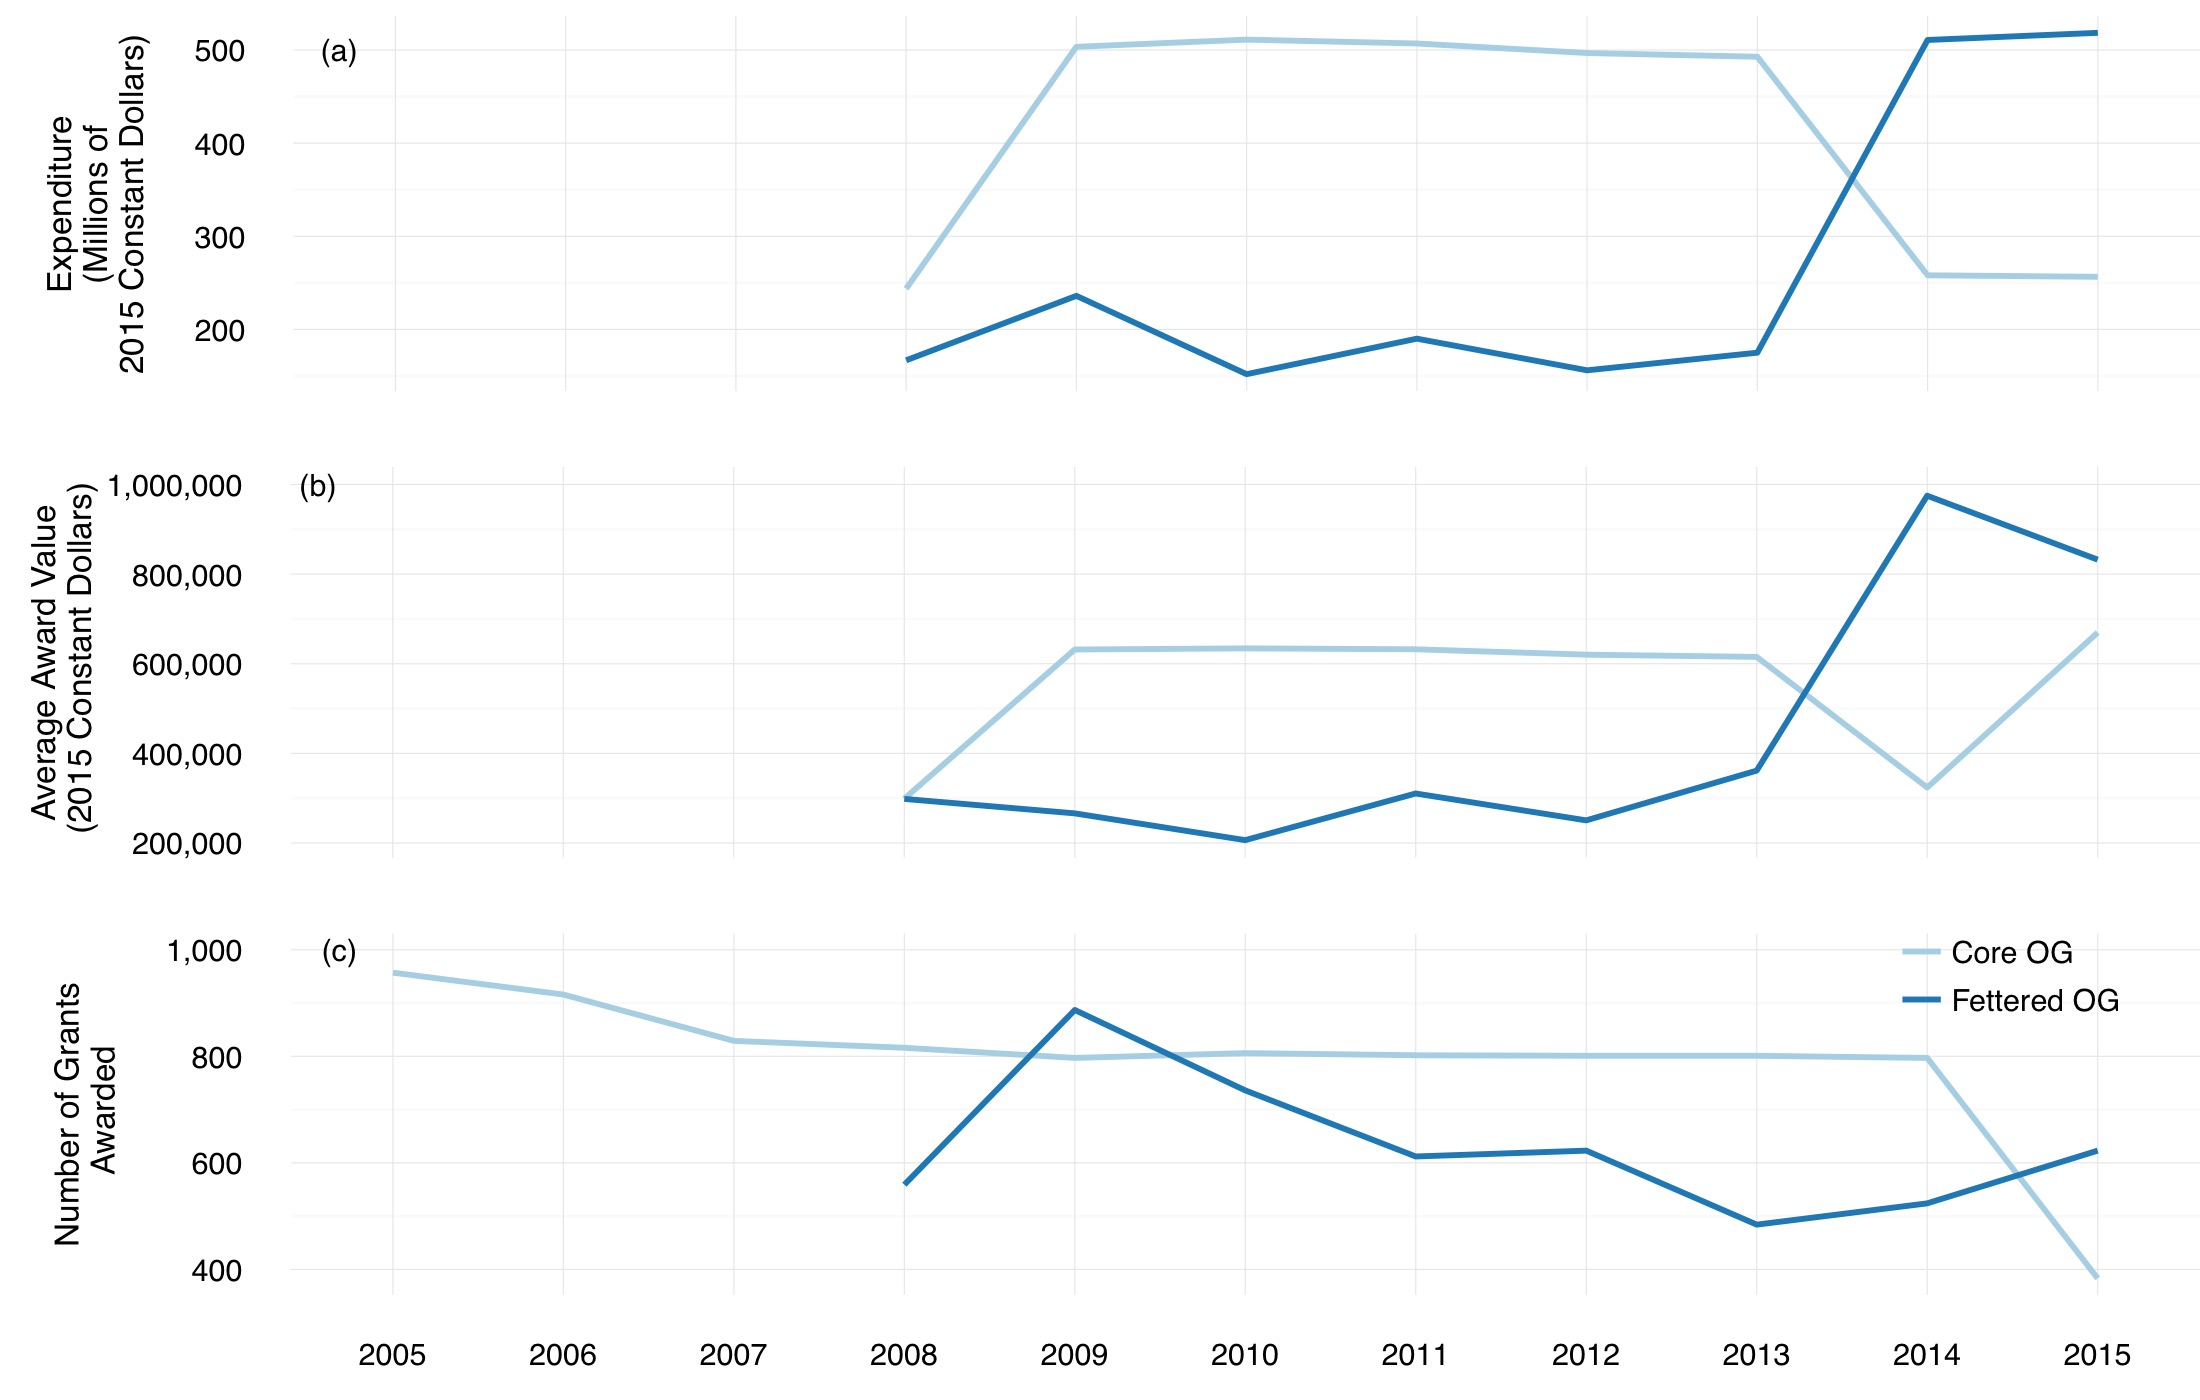 (a)
Expenditure
(Millions of
2015 Constant Dollars)
500
400
300
200
(b)
Average Award Value
(2015 Constant Dollars)
1,000,000
800,000
600,000
400,000
200,000
(c)
Number of Grants
Awarded
1,000
800
600
400
Core OG
Fettered OG
2005 2006 2007 2008 2009 2010 2011 2012 2013 2014 2015